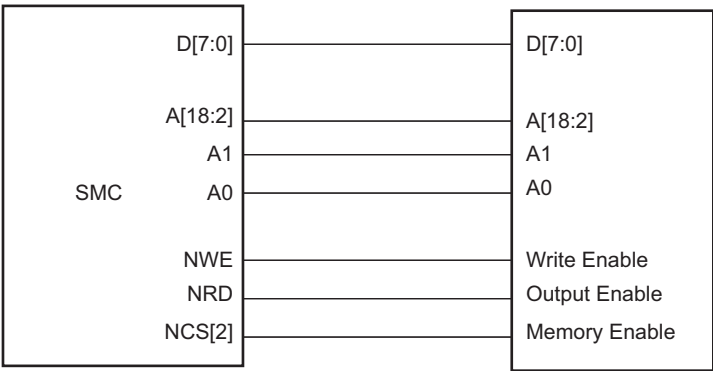 D[7:0] D[7:0]
A[18:2] A[18:2]
A1 A1
SMC A0 A0
NWE Write Enable
NRD Output Enable
NCS[2] Memory Enable